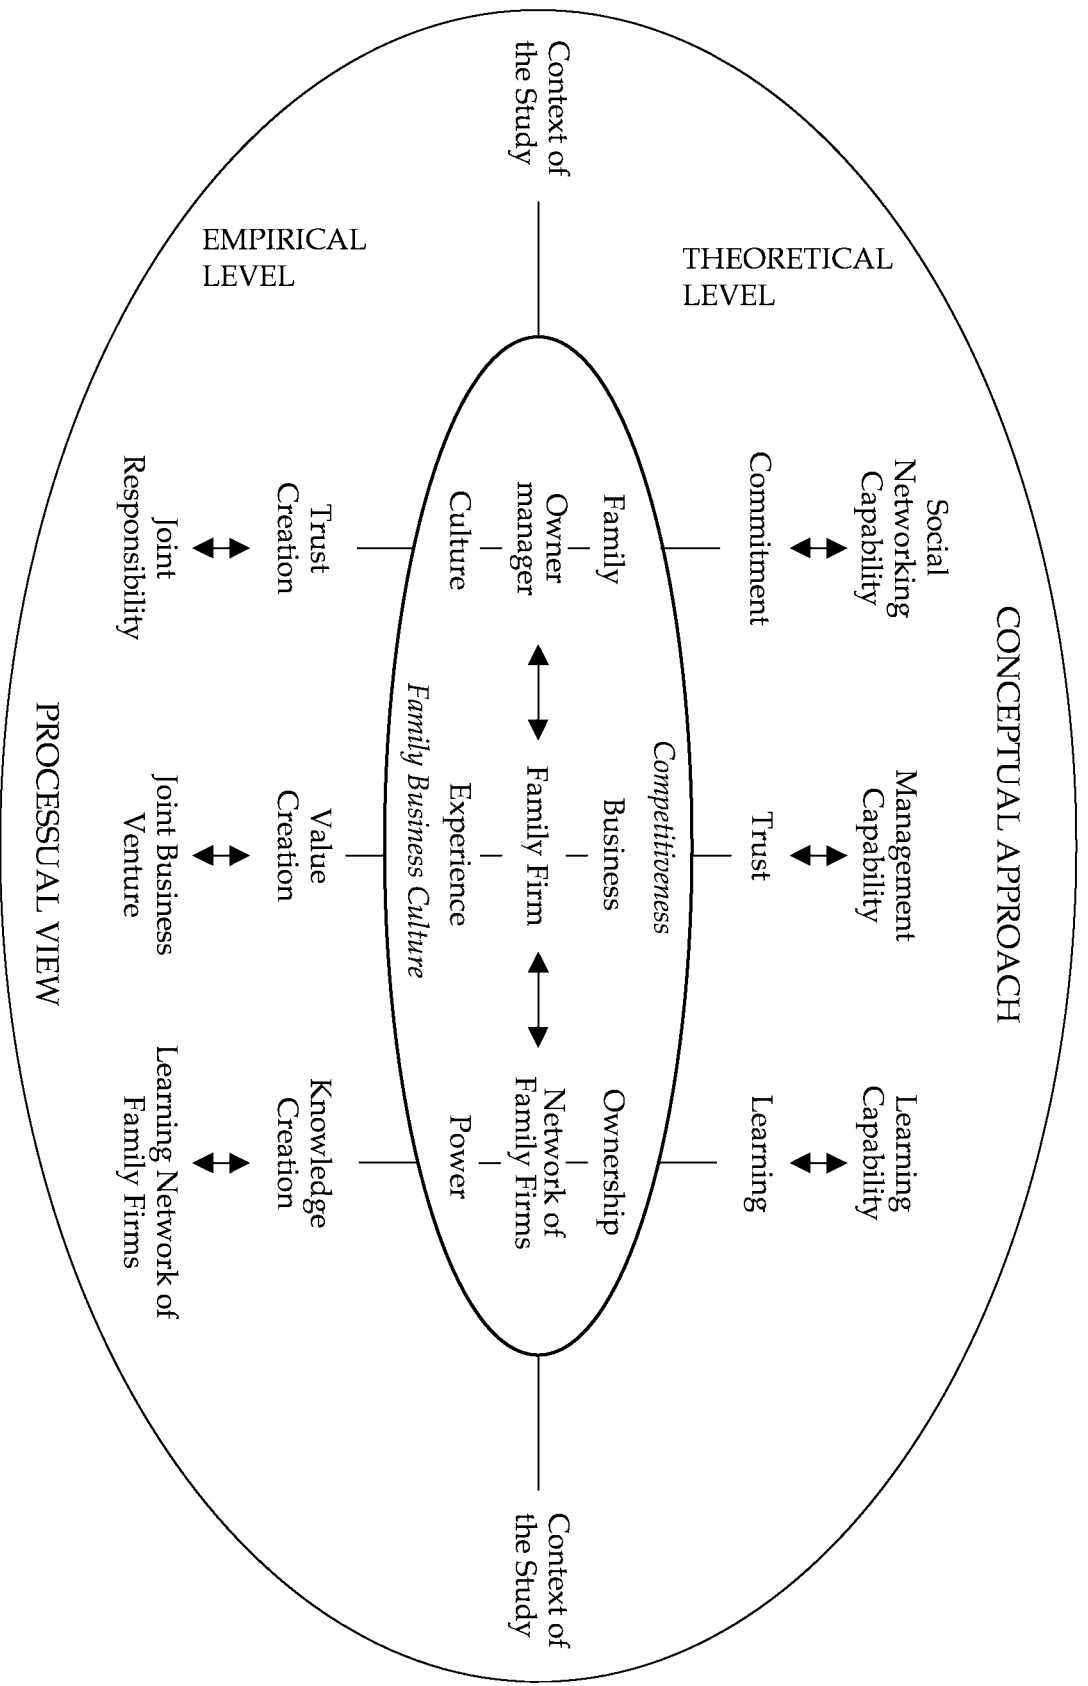 CONCEPTUAL APPROACH
Social
Networking
Capability
Management
Capability
Learning
Capability
THEORETICAL
LEVEL
Commitment
Trust
Learning
Competitiveness
Family
Business
Ownership
Context of
the Study
Owner
manager
Family Firm
Network of
Family Firms
Context of
the Study
Culture
Experience
Power
Family Business Culture
EMPIRICAL
LEVEL
Trust
Creation
Value
Creation
Knowledge
Creation
Joint
Responsibility
Joint Business
Venture
Learning Network of
Family Firms
PROCESSUAL VIEW